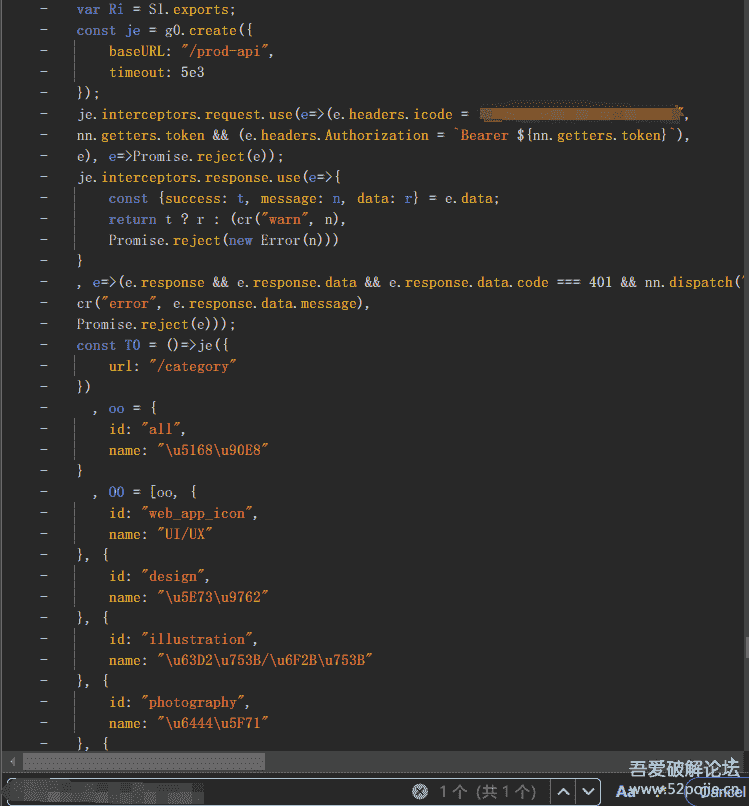 var Ri = Sl.exports;
const je = g0.create({
baseURL: "/prod-api",
timeout: 5e3
});
je.interceptors.request.use(e=>(e.headers.icode =
nn.getters.token && (e.headers.Authorization = `Bearer ${nn.getters.token}`),
e), e=>Promise.reject(e));
je.interceptors.response.use(e=>{
const {success: t, message: n, data: r} = e.data;
return t ? r : (cr("warn", n),
Promise.reject(new Error(n)))
}
, e=>(e.response && e.response.data && e.response.data.code === 401 && nn.dispatch(
cr("error", e.response.data.message),
Promise.reject(e)));
const T0 = ()=>je({
url: "/category"
})
, oo = {
id: "all",
name: "\u5168\u90E8"
}
, O0 = [oo, {
id: "web_app_icon",
name: "UI/UX"
}, {
id: "design",
name: "\u5E73\u9762"
}, {
id: "illustration",
name: "\u63D2\u753B/\u6F2B\u753B"
}, {
id: "photography",
name: "\u6444\u5F71"
}, {
吾爱破解论坛
1 个 (共 1 个) Aa Cancel
www.52pojie.cn